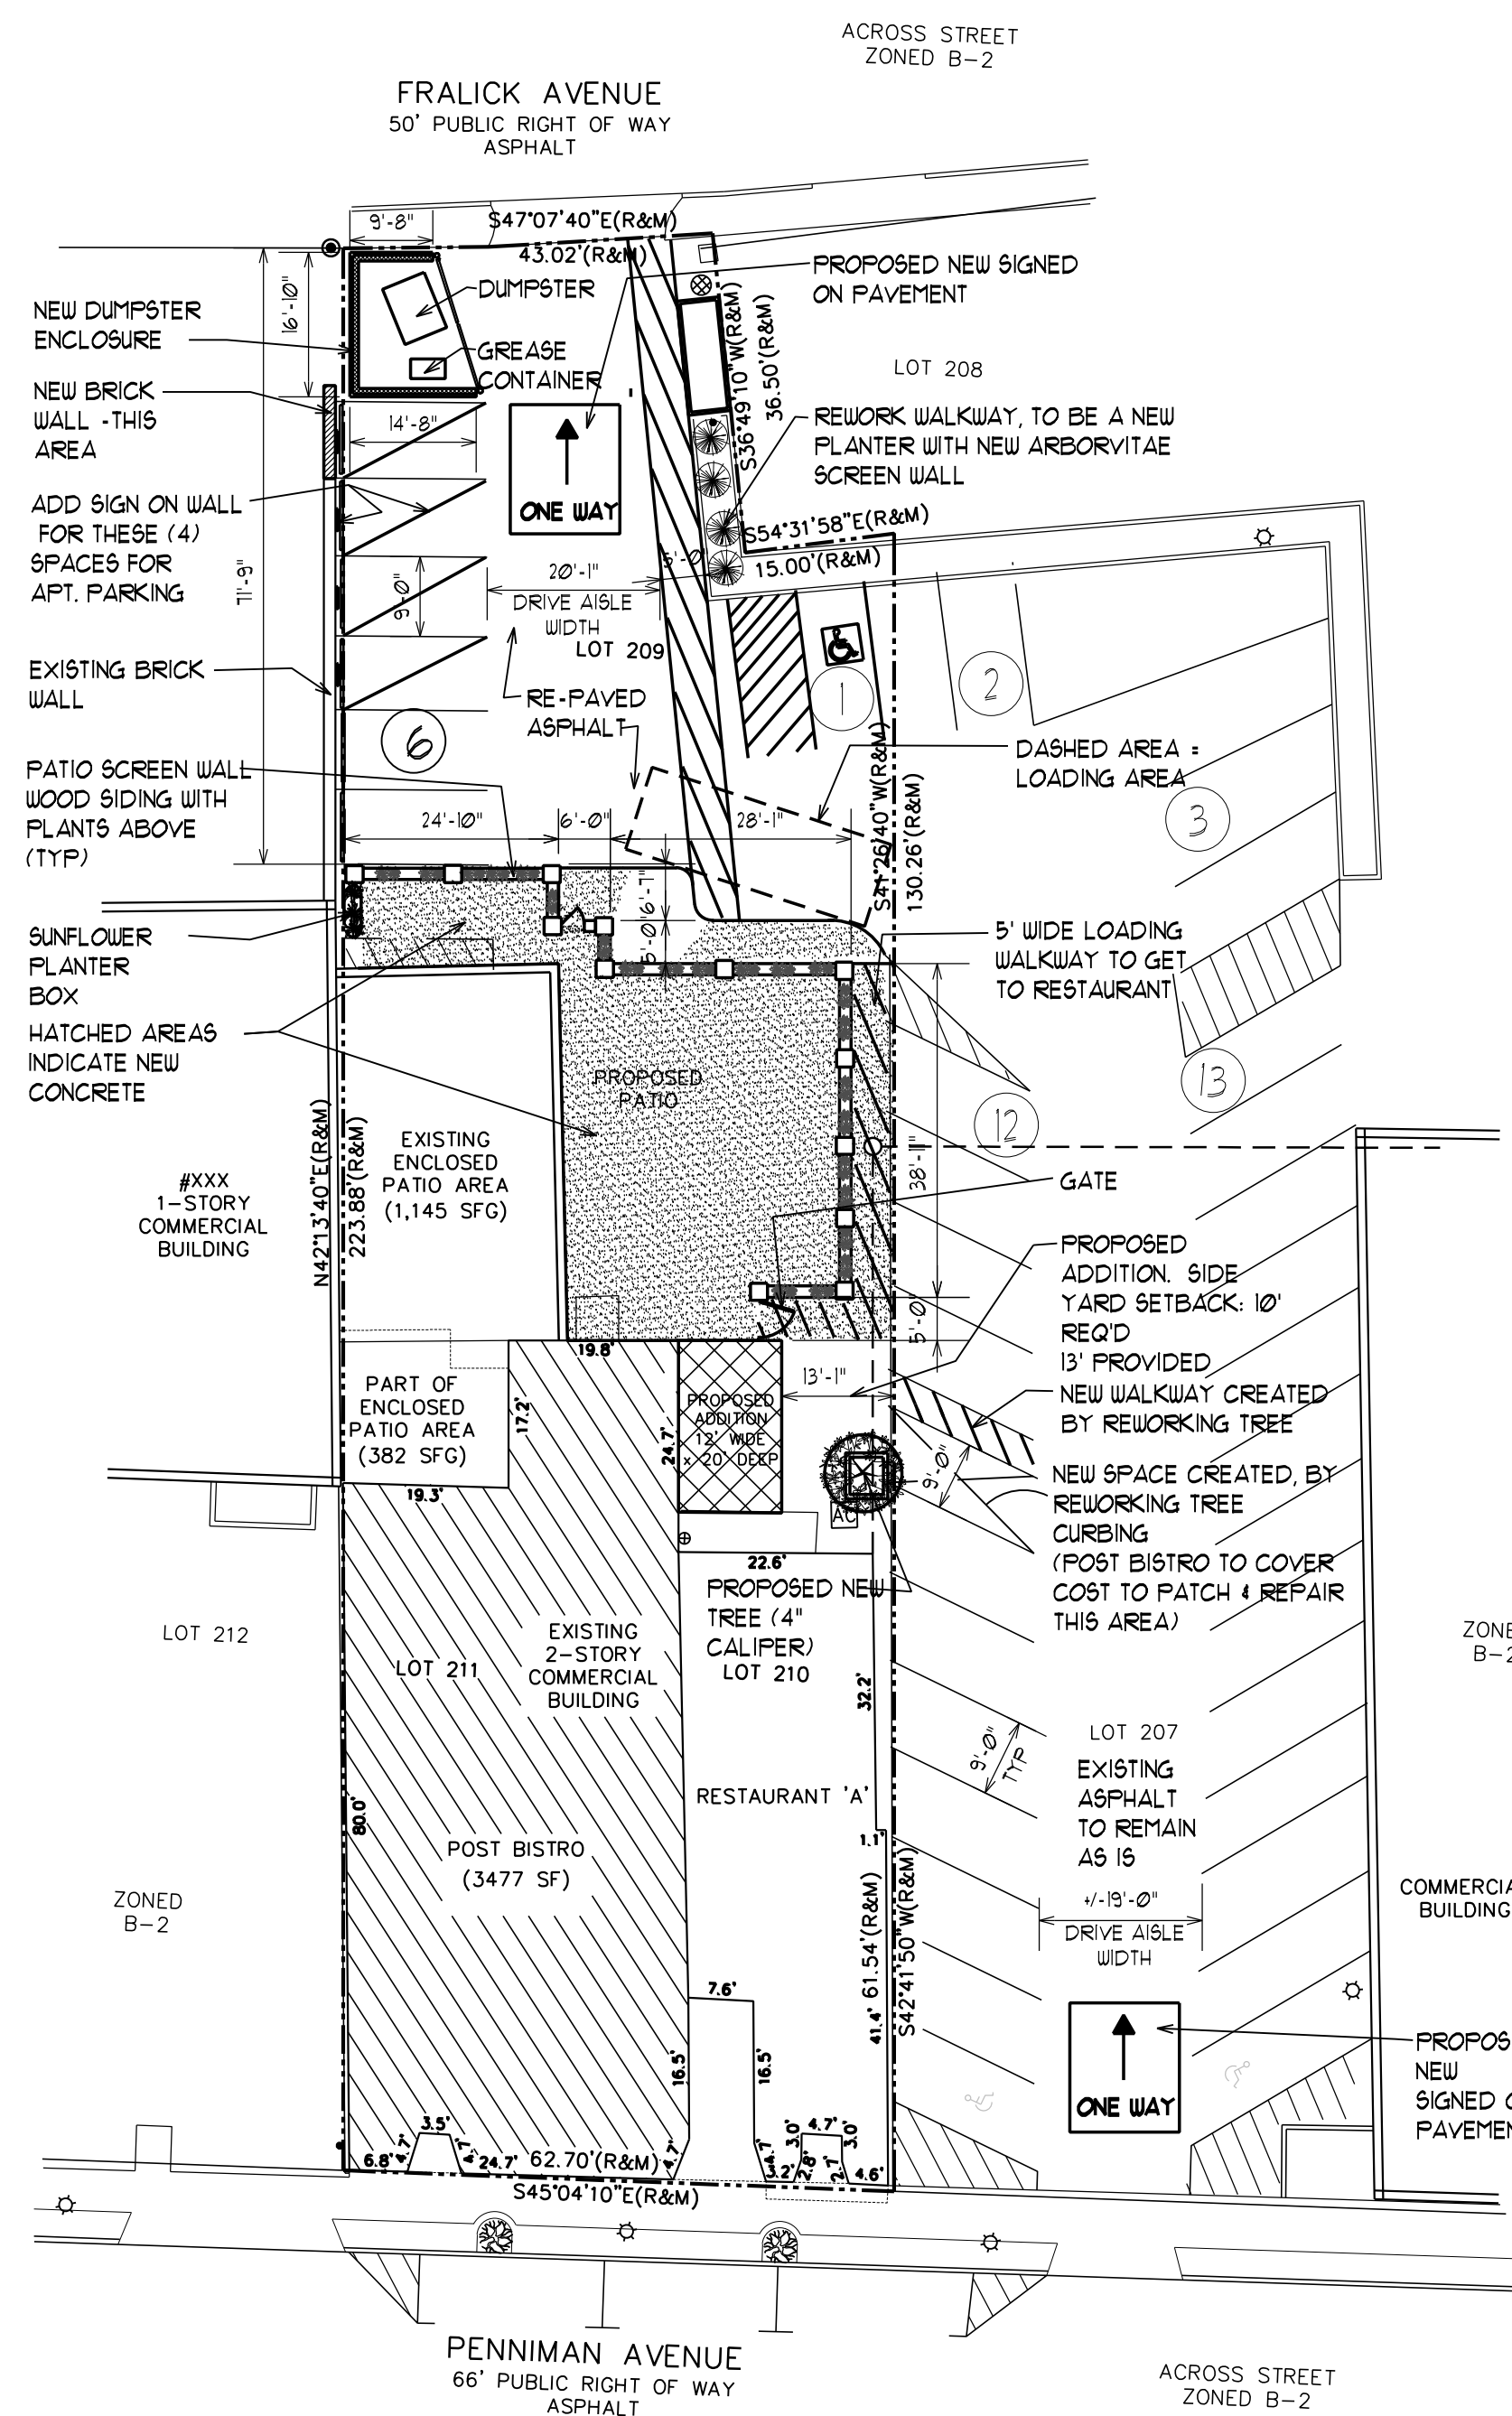 ACROSS STREET
ZONED B-2
FRALICK AVENUE
50' PUBLIC RIGHT OF WAY
ASPHALT
9'-8"
S47°07'40"E(R&M)
43.02'(R&M)
PROPOSED NEW SIGNED
ON PAVEMENT
16'-10"
DUMPSTER
NEW DUMPSTER
ENCLOSURE
GREASE
CONTAINER
S36°49'10"W(R&M)
36.50'(R&M)
LOT 208
NEW BRICK
WALL -THIS
AREA
14'-8"
REWORK WALKWAY, TO BE A NEW
PLANTER WITH NEW ARBORVITAE
SCREEN WALL
ONE WAY
ADD SIGN ON WALL
FOR THESE (4)
SPACES FOR
APT. PARKING
71'-9"
S54°31'58"E(R&M)
15.00'(R&M)
5'-0"
9'-0"
20'-1"
DRIVE AISLE
WIDTH
LOT 209
EXISTING BRICK
WALL
RE-PAVED
ASPHALT
1
2
6
DASHED AREA =
LOADING AREA
3
PATIO SCREEN WALL
WOOD SIDING WITH
PLANTS ABOVE
(TYP)
24'-10"
6'-0"
28'-1"
130.26'(R&M)
6'-7"
5'-0"
SUNFLOWER
PLANTER
BOX
5' WIDE LOADING
WALKWAY TO GET
TO RESTAURANT
HATCHED AREAS
INDICATE NEW
CONCRETE
PROPOSED
PATIO
13
12
N42°13'40"E(R&M)
223.88'(R&M)
EXISTING
ENCLOSED
PATIO AREA
(1,145 SFG)
#XXX
1-STORY
COMMERCIAL
BUILDING
38'-11"
GATE
PROPOSED
ADDITION. SIDE
YARD SETBACK: 10'
REQ'D
13' PROVIDED
5'-0"
19.8'
13'-1"
PART OF
ENCLOSED
PATIO AREA
(382 SFG)
17.2'
24.7'
PROPOSED
ADDITION
12' WIDE
x 20' DEEP
NEW WALKWAY CREATED
BY REWORKING TREE
9'-0"
NEW SPACE CREATED, BY
REWORKING TREE
CURBING
(POST BISTRO TO COVER
COST TO PATCH & REPAIR
THIS AREA)
19.3'
AC
22.6'
PROPOSED NEW
TREE (4"
CALIPER)
LOT 210
LOT 212
LOT 211
EXISTING
2-STORY
COMMERCIAL
BUILDING
ZONE
B-2
32.2'
9'-0"
TYP
LOT 207
EXISTING
ASPHALT
TO REMAIN
AS IS
RESTAURANT 'A'
80.0'
POST BISTRO
(3477 SF)
1.1'
ZONED
B-2
+/-19'-0"
DRIVE AISLE
WIDTH
COMMERCIA
BUILDING
61.54'(R&M)
S42°41'50"W(R&M)
41.4'
7.6'
16.5'
16.5'
ONE WAY
PROPOS
NEW
SIGNED O
PAVEMEN
3.5'
6.8'
4.7'
4.7'
24.7'
62.70'(R&M)
4.7'
4.7'
3.2'
3.0'
4.7'
3.0'
2.8'
2.7'
4.6'
S45°04'10"E(R&M)
PENNIMAN AVENUE
66' PUBLIC RIGHT OF WAY
ASPHALT
ACROSS STREET
ZONED B-2